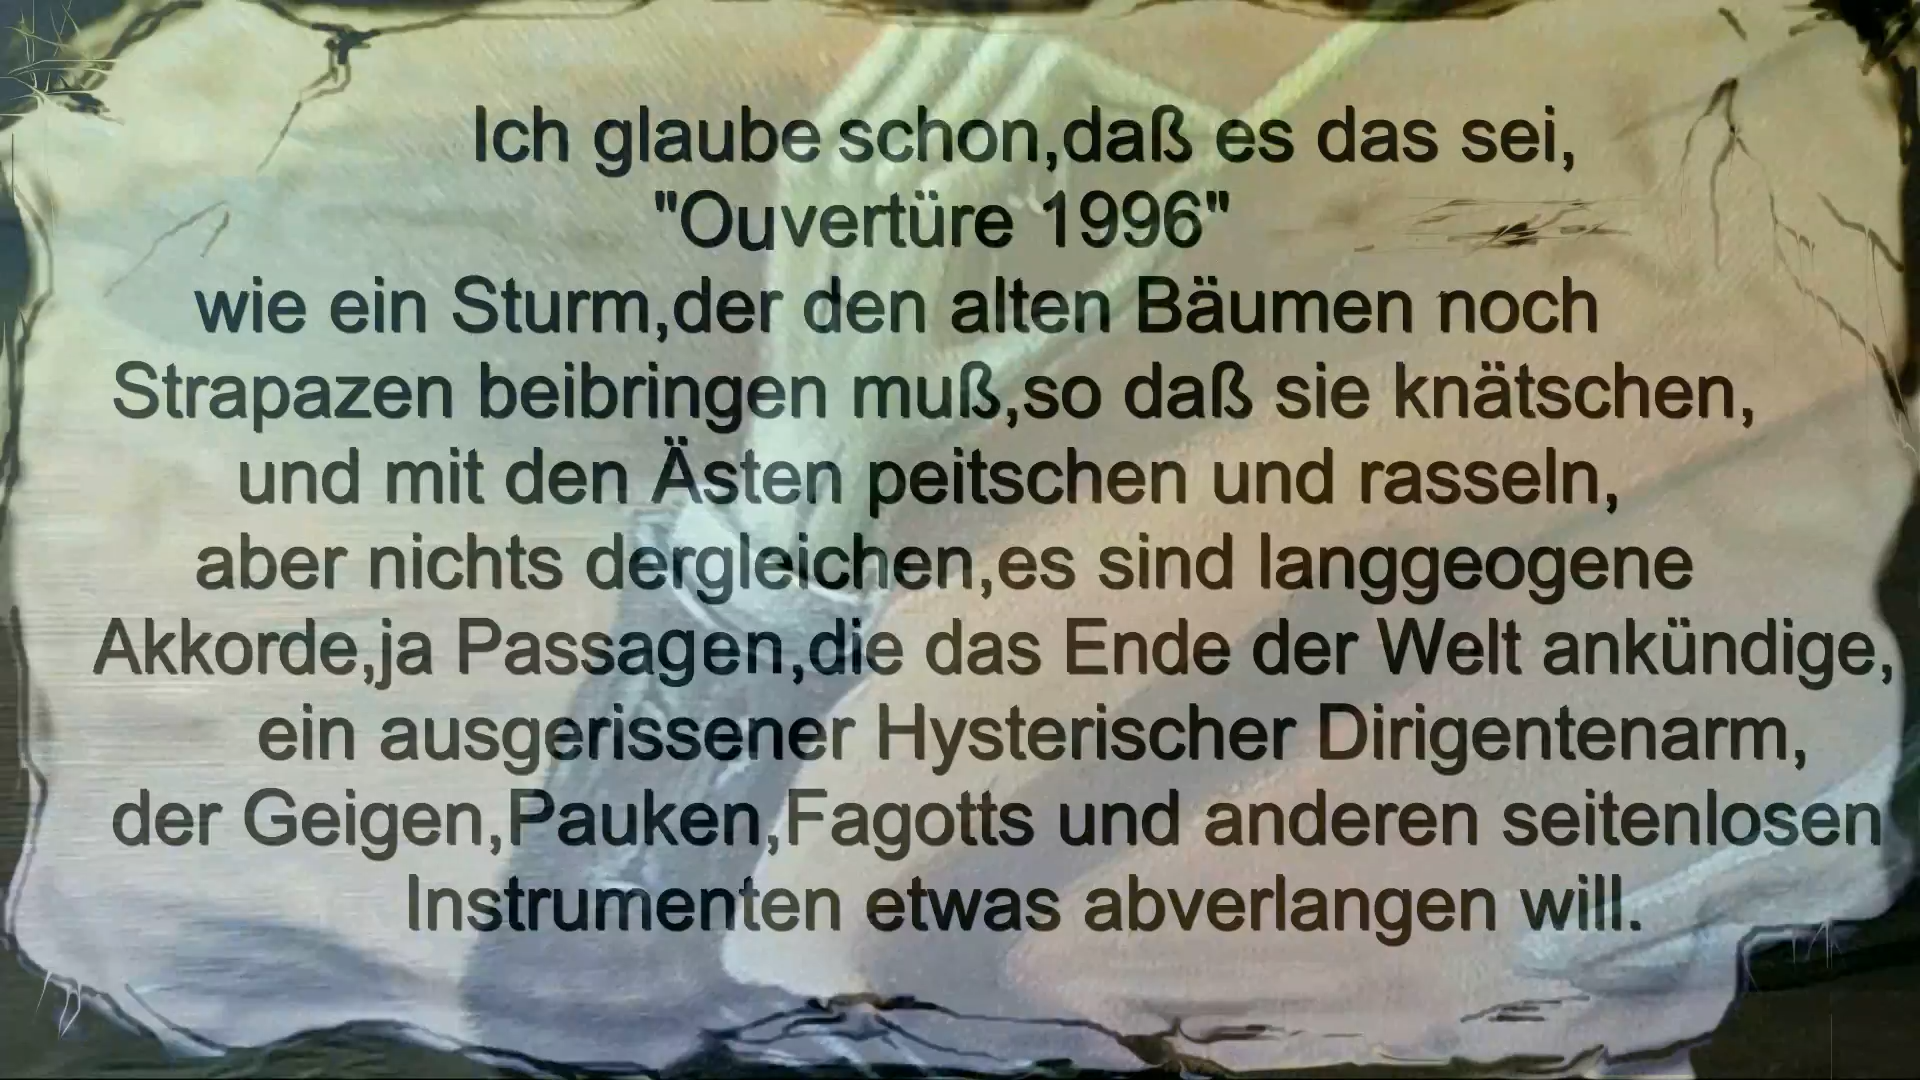 Ich glaube schon,daß es das sei,
"Ouvertüre 1996"
wie ein Sturm,der den alten Bäumen noch
Strapazen beibringen muß,so daß sie knätschen,
und mit den Ästen peitschen und rasseln,
aber nichts dergleichen,es sind langgeogene
Akkorde,ja Passagen,die das Ende der Welt ankündige,
ein ausgerissener Hysterischer Dirigentenarm,
der Geigen,Pauken,Fagotts und anderen seitenlosen
Instrumenten etwas abverlangen will.